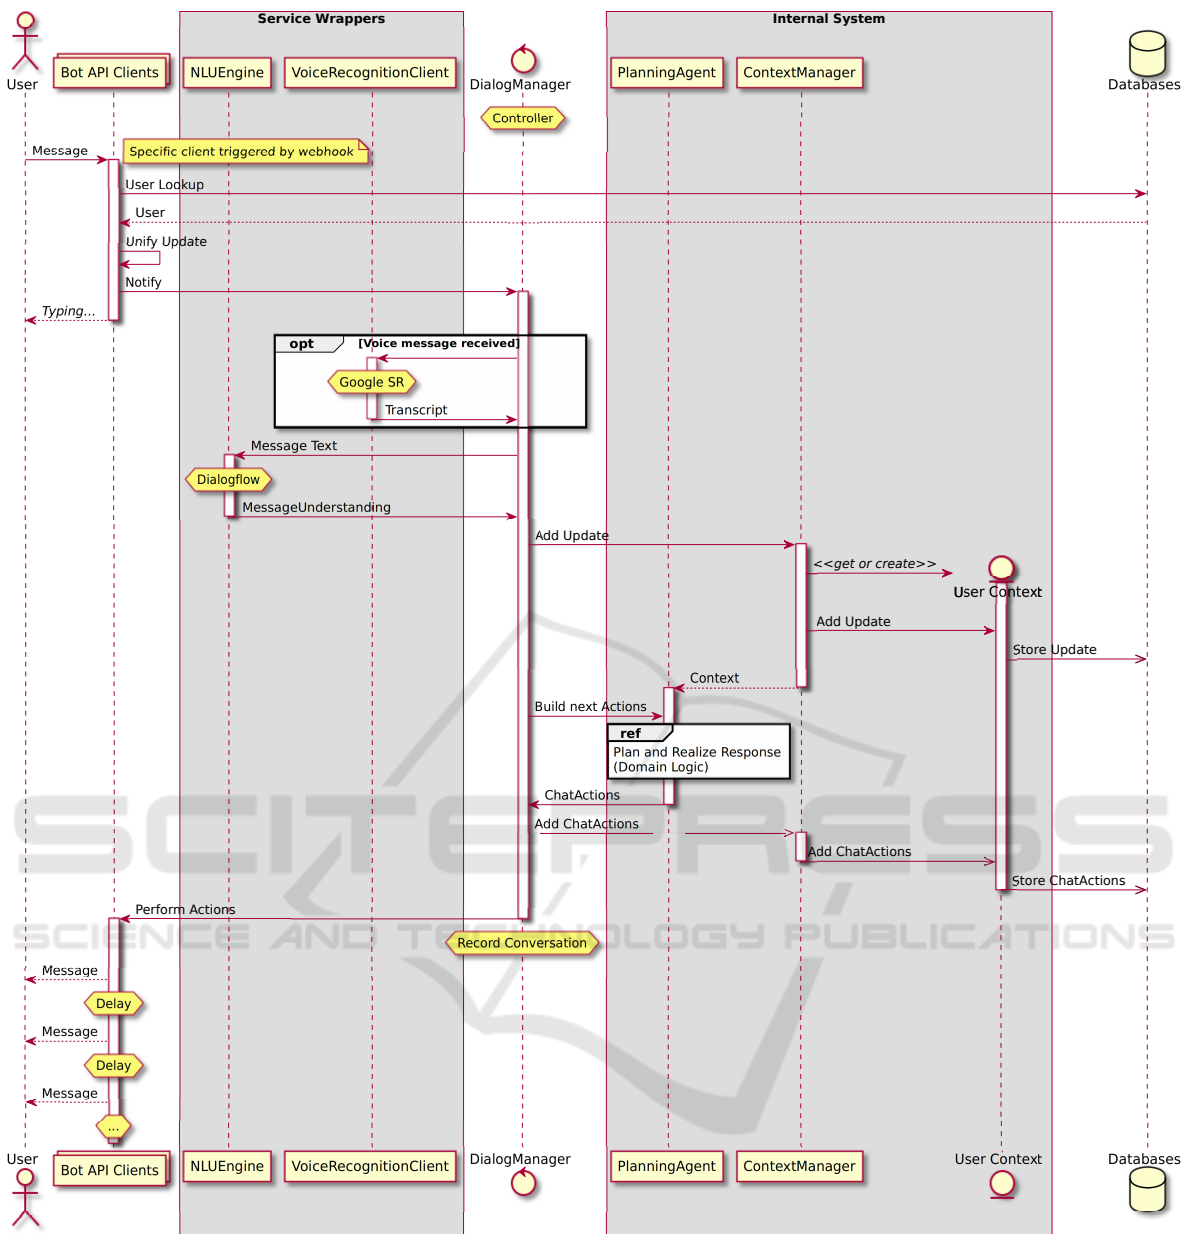 Service Wrappers
Internal System
User
Bot API Clients
NLUEngine
VoiceRecognitionClient
DialogManager
PlanningAgent
ContextManager
Databases
Controller
Message
Specific client triggered by webhook
User Lookup
User
Unify Update
Notify
Typing...
opt
[Voice message received]
Google SR
Transcript
Message Text
Dialogflow
MessageUnderstanding
Add Update
<<get or create>>
User Context
Add Update
Store Update
Context
Build next Actions
ref
Plan and Realize Response
(Domain Logic)
ChatActions
Add ChatActions
Add ChatActions
Store ChatActions
Perform Actions
Record Conversation
SCITEPRESS
SCIENCE AND TECHNOLOGY PUBLICATIONS
Message
Delay
Message
Delay
Message
...
User
Bot API Clients
NLUEngine
VoiceRecognitionClient
DialogManager
PlanningAgent
ContextManager
User Context
Databases